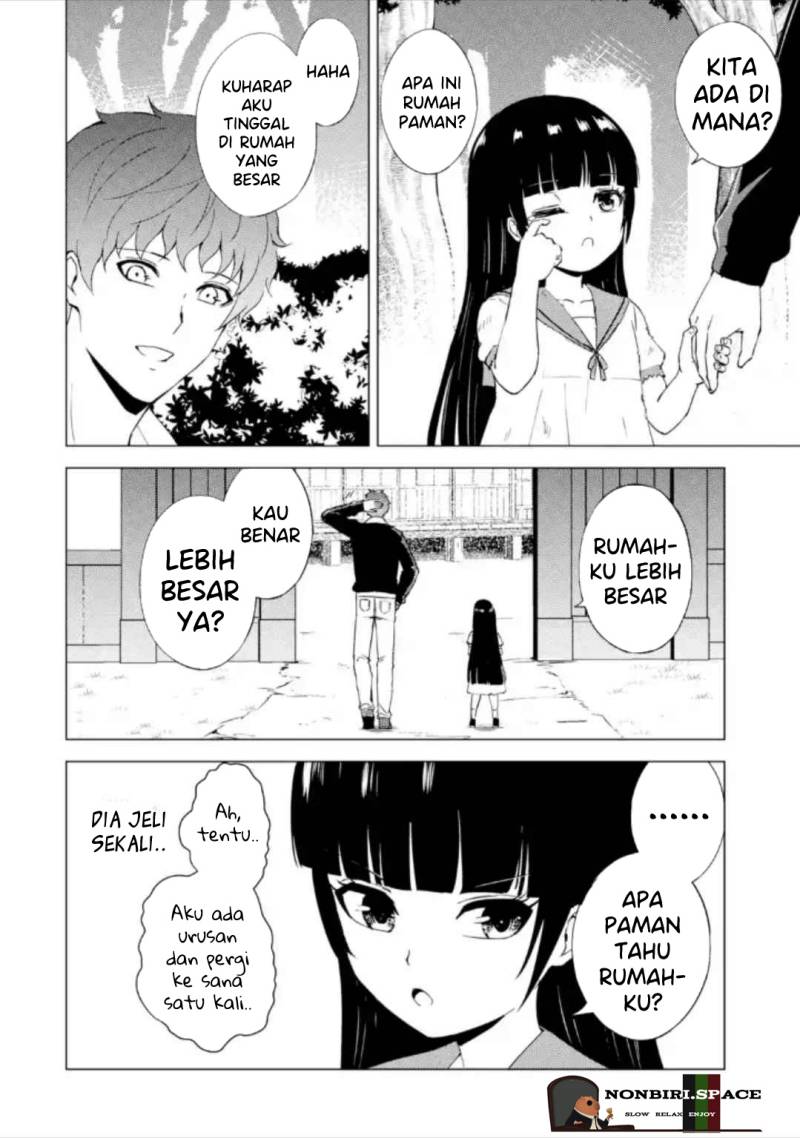 KITA
ADA DI
MANA?
APA INI
RUMAH
PAMAN?
HAHA
KUHARAP
AKU
TINGGAL
DI RUMAH
YANG
BESAR
RUMAH-
KU LEBIH
BESAR
KAU
BENAR
LEBIH
BESAR
YA?
......
APA
PAMAN
TAHU
RUMAH-
KU?
Ah,
tentu..
Aku ada
urusan
dan pergi
ke sana
satu kali..
DIA JELI
SEKALI..
NONBIRI.SPACE
SLOW RELAX ENJOY